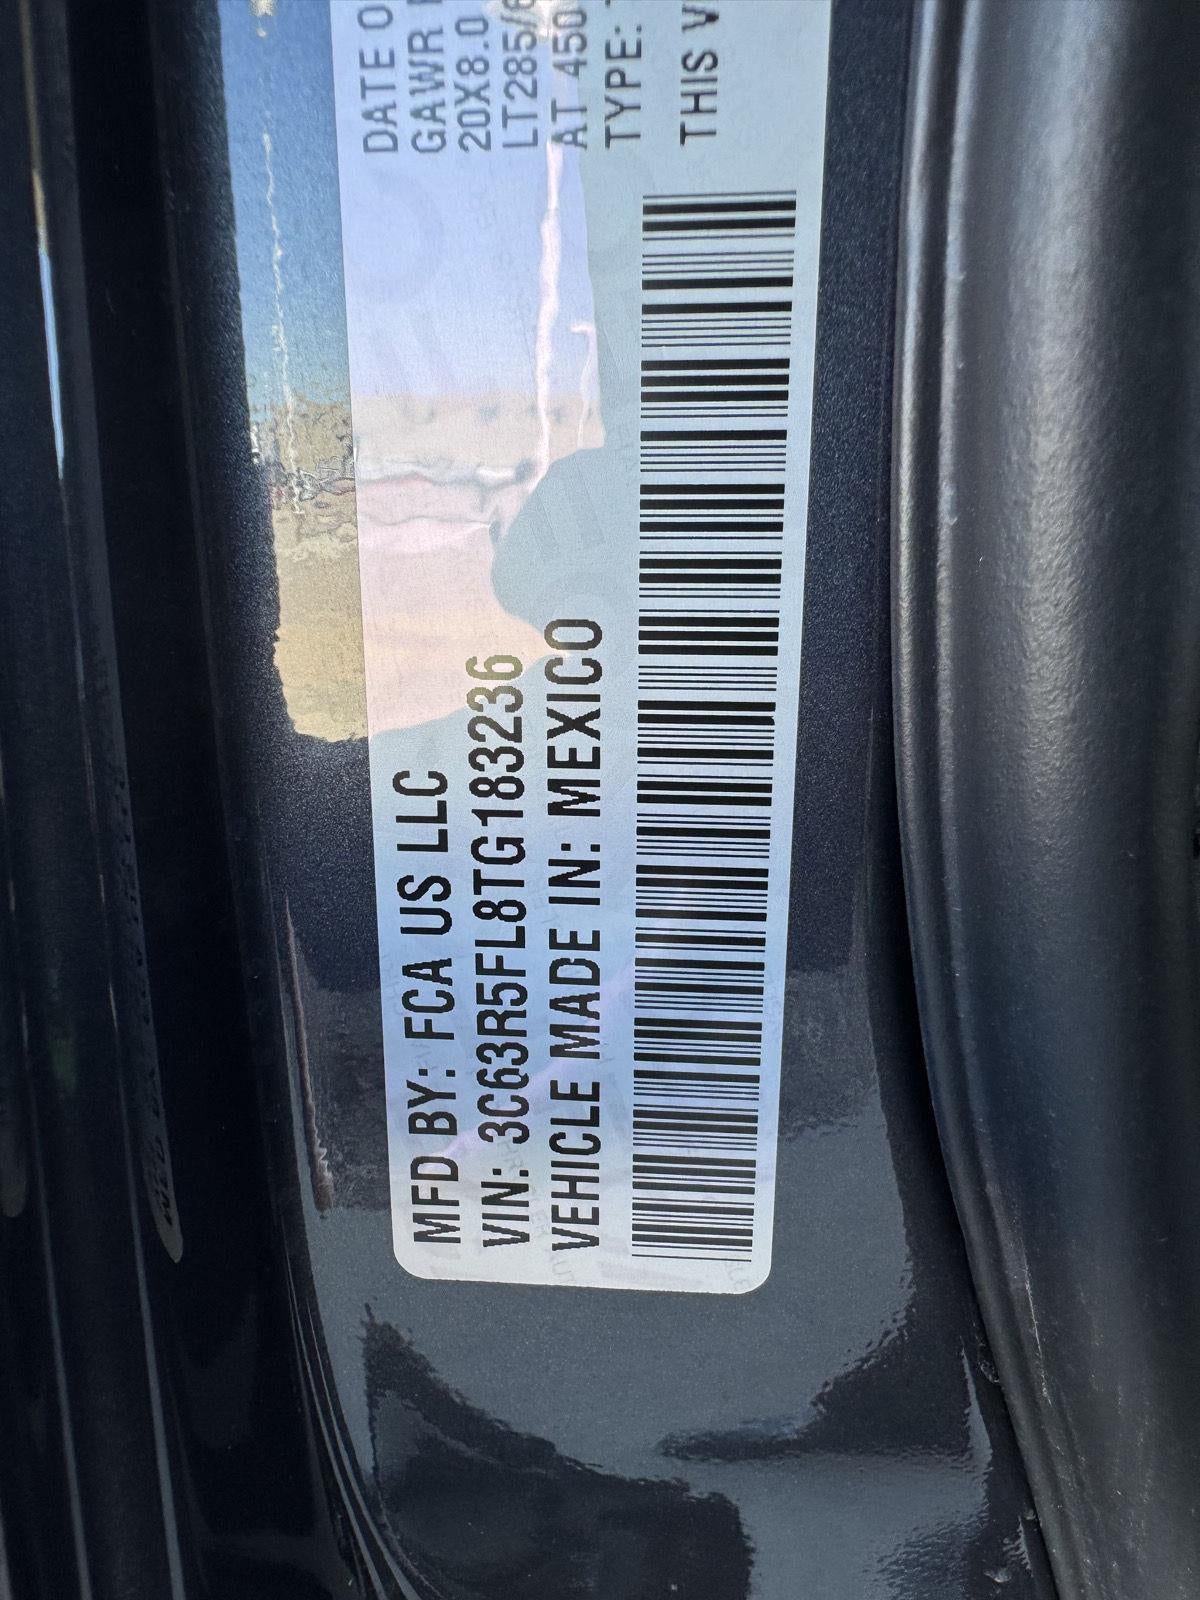 MFD BY: FCA US LLC
VIN: 3C63R5FL8TG183236
VEHICLE MADE IN: MEXICO
DATE O
GAWR
20X8.0
LT285/6
AT 450
TYPE:
THIS V